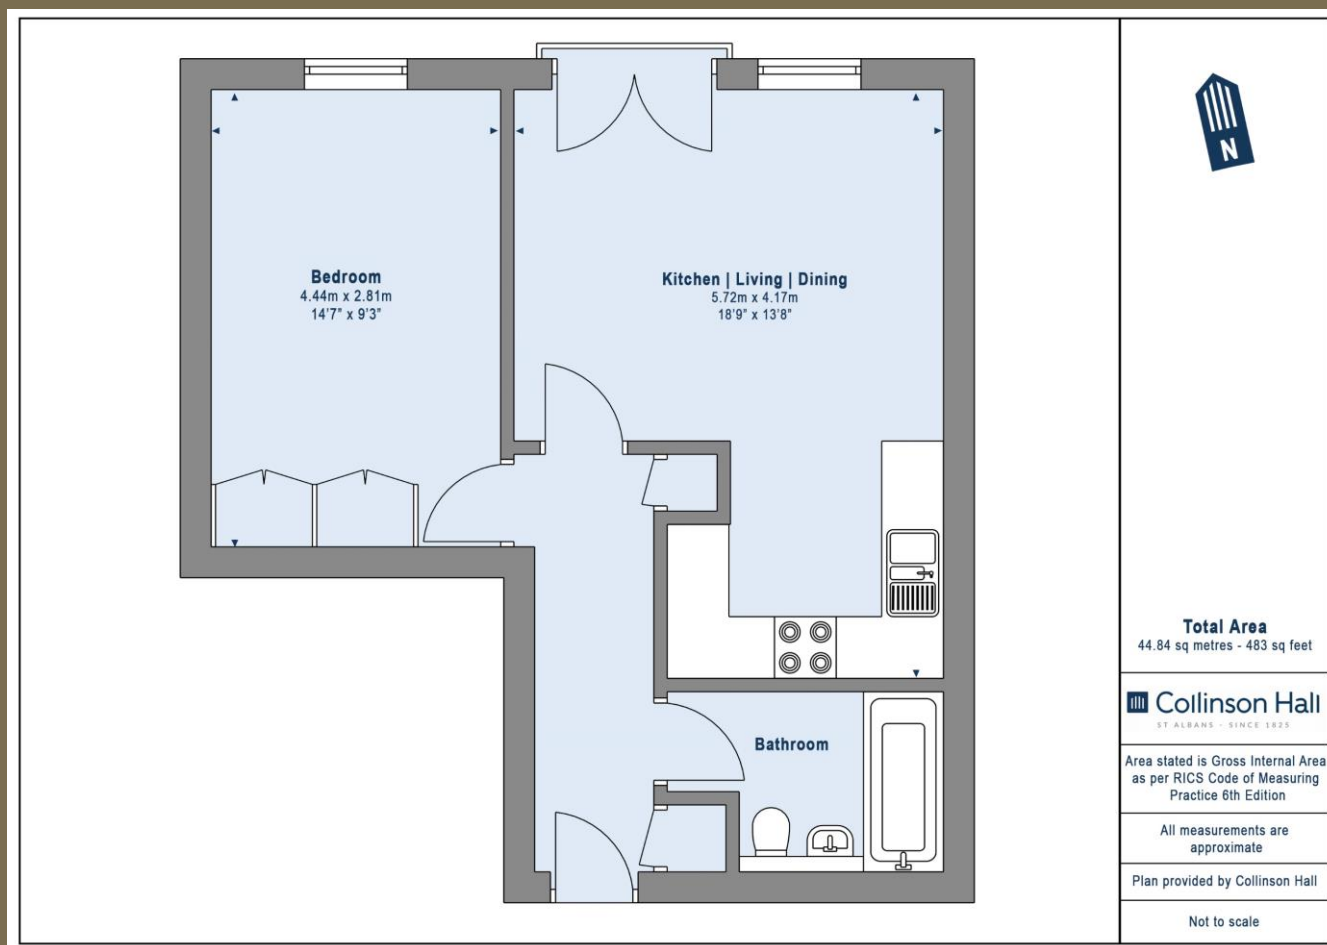 Bedroom
4.44m x 2.81m
14'7" x 9'3"
Kitchen | Living | Dining
5.72m x 4.17m
18'9" x 13'8"
Bathroom
N
Total Area
44.84 sq metres - 483 sq feet
Collinson Hall
ST ALBANS - SINCE 1825
Area stated is Gross Internal Area
as per RICS Code of Measuring
Practice 6th Edition
All measurements are
approximate
Plan provided by Collinson Hall
Not to scale